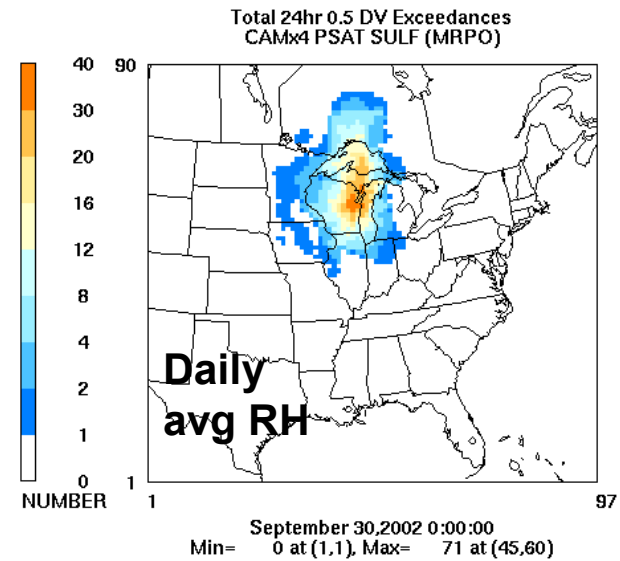 Total 24hr 0.5 DV Exceedances
CAMx4 PSAT SULF (MRPO)
40
30
20
16
12
8
4
2
1
0
NUMBER
90
1
1
97
Daily
avg RH
September 30,2002 0:00:00
Min= 0 at (1,1), Max= 71 at (45,60)